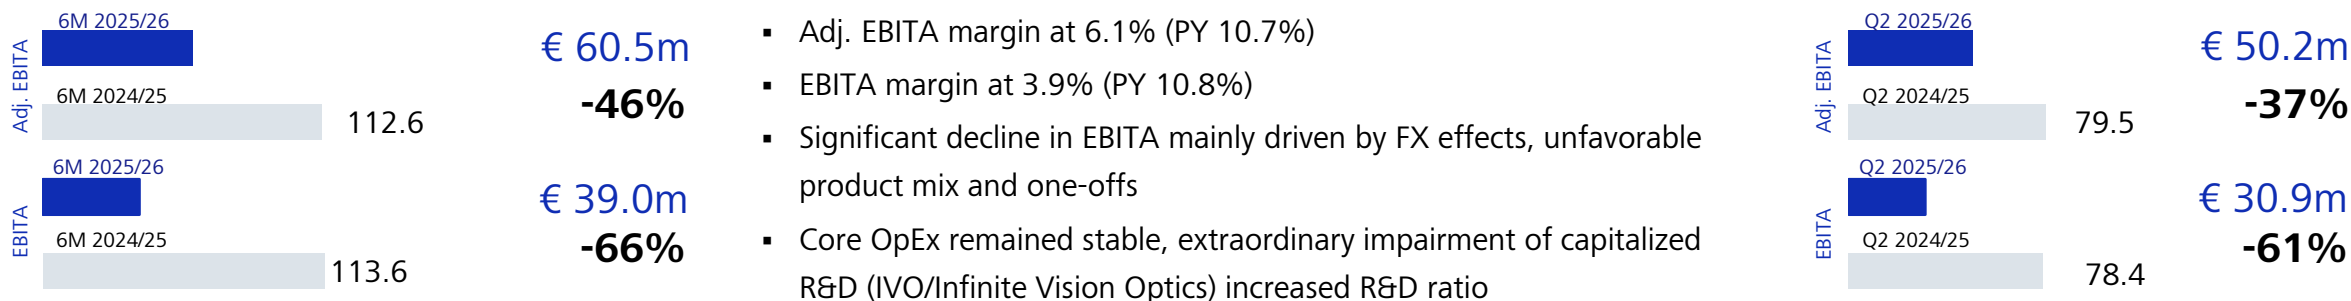 6M 2025/26
Adj. EBITA
€ 60.5m
-46%
6M 2024/25
112.6
6M 2025/26
EBITA
€ 39.0m
-66%
6M 2024/25
113.6
▪ Adj. EBITA margin at 6.1% (PY 10.7%)
▪ EBITA margin at 3.9% (PY 10.8%)
▪ Significant decline in EBITA mainly driven by FX effects, unfavorable
product mix and one-offs
▪ Core OpEx remained stable, extraordinary impairment of capitalized
R&D (IVO/Infinite Vision Optics) increased R&D ratio
Q2 2025/26
Adj. EBITA
€ 50.2m
-37%
Q2 2024/25
79.5
Q2 2025/26
EBITA
€ 30.9m
-61%
Q2 2024/25
78.4